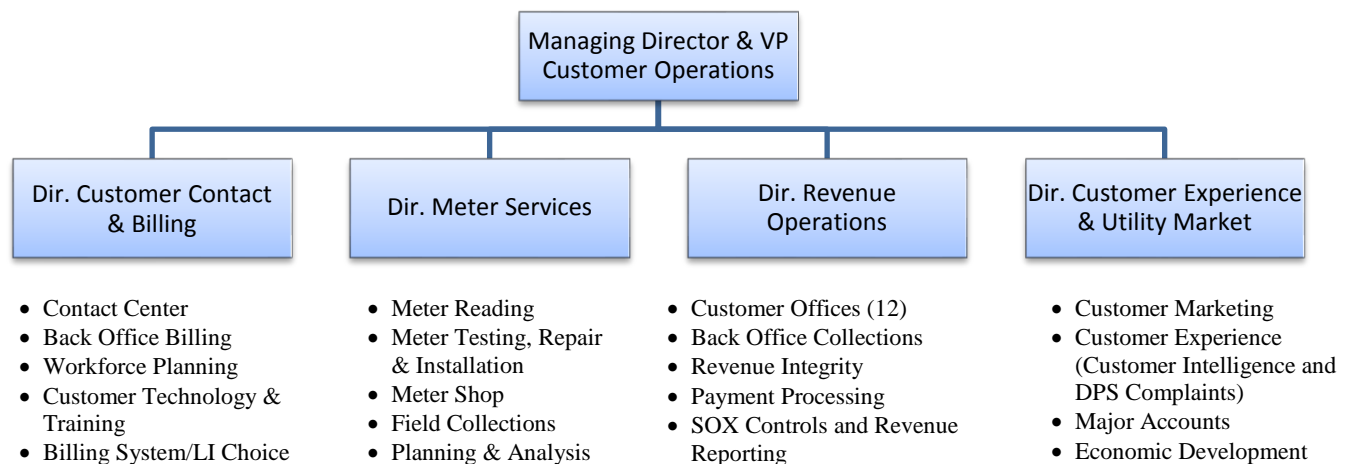 Managing Director & VP
Customer Operations
Dir. Customer Contact
& Billing
Dir. Meter Services
Dir. Revenue
Operations
Dir. Customer Experience
& Utility Market
• Contact Center
• Back Office Billing
• Workforce Planning
• Customer Technology &
Training
• Billing System/LI Choice
• Meter Reading
• Meter Testing, Repair
& Installation
• Meter Shop
• Field Collections
• Planning & Analysis
• Customer Offices (12)
• Back Office Collections
• Revenue Integrity
• Payment Processing
• SOX Controls and Revenue
Reporting
• Customer Marketing
• Customer Experience
(Customer Intelligence and
DPS Complaints)
• Major Accounts
• Economic Development